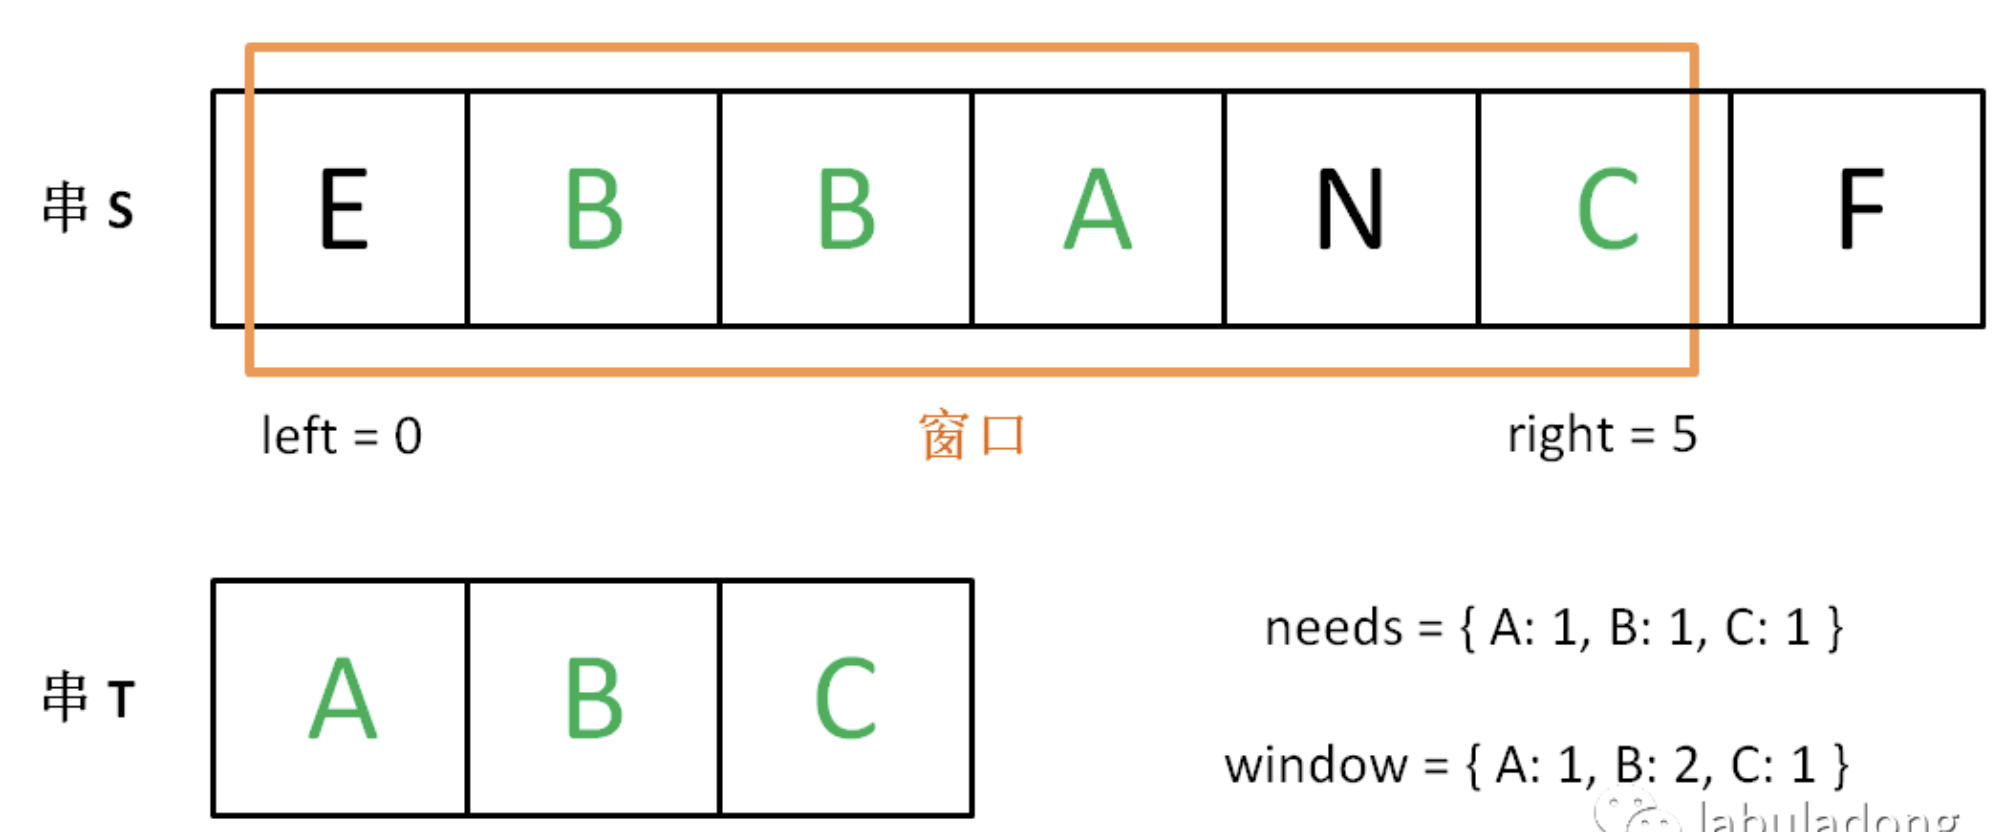 串 S E B B A N C F
left = 0 窗口 right = 5
串 T A B C
needs = { A: 1, B: 1, C: 1 }
window = { A: 1, B: 2, C: 1 }
labuladong